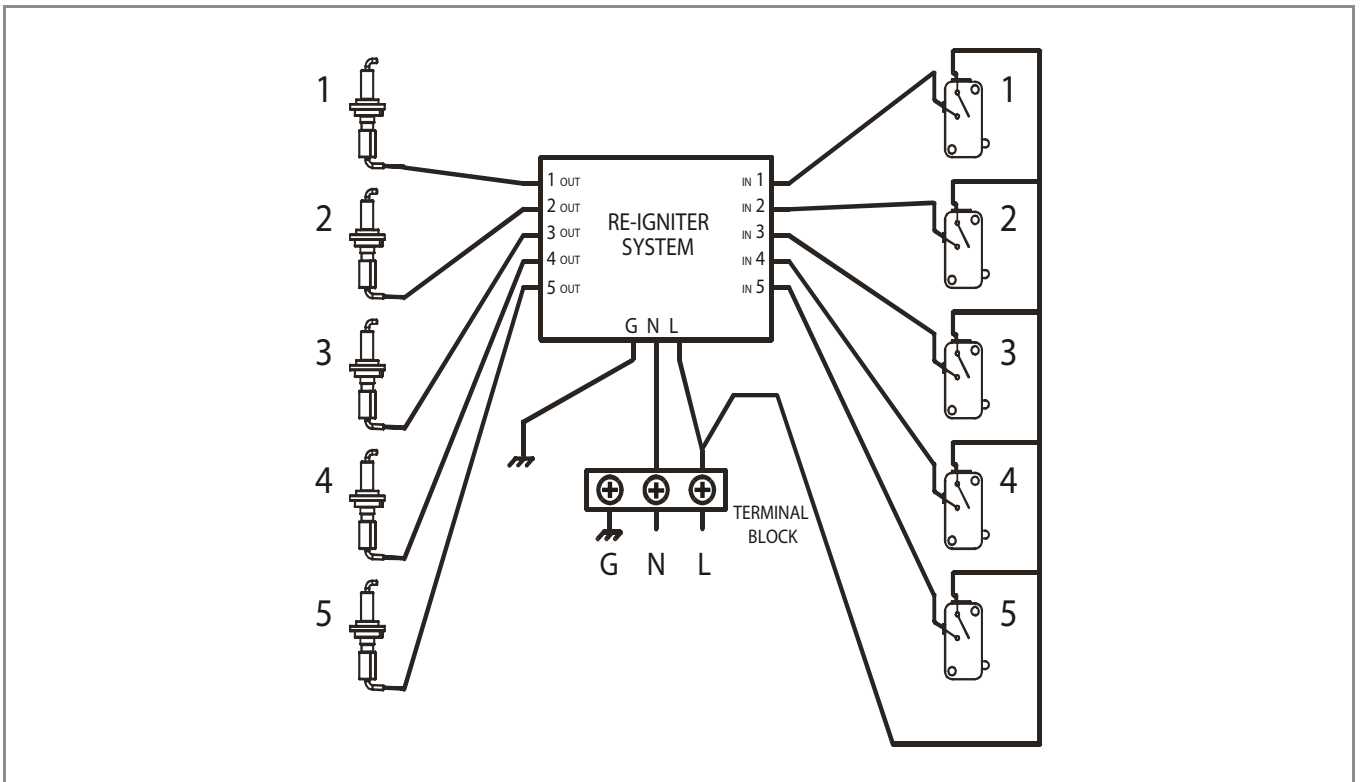 1
2
3
4
5
1 OUT
2 OUT
3 OUT
4 OUT
5 OUT
RE-IGNITER
SYSTEM
IN 1
IN 2
IN 3
IN 4
IN 5
G N L
1
2
3
4
5
TERMINAL
BLOCK
G N L